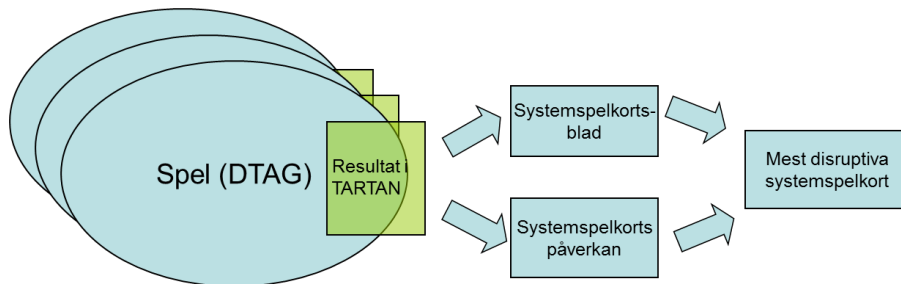 Spel (DTAG)
Resultat i
TARTAN
Systemspelkorts-
blad
Systemspelkorts
påverkan
Mest disruptiva
systemspelkort